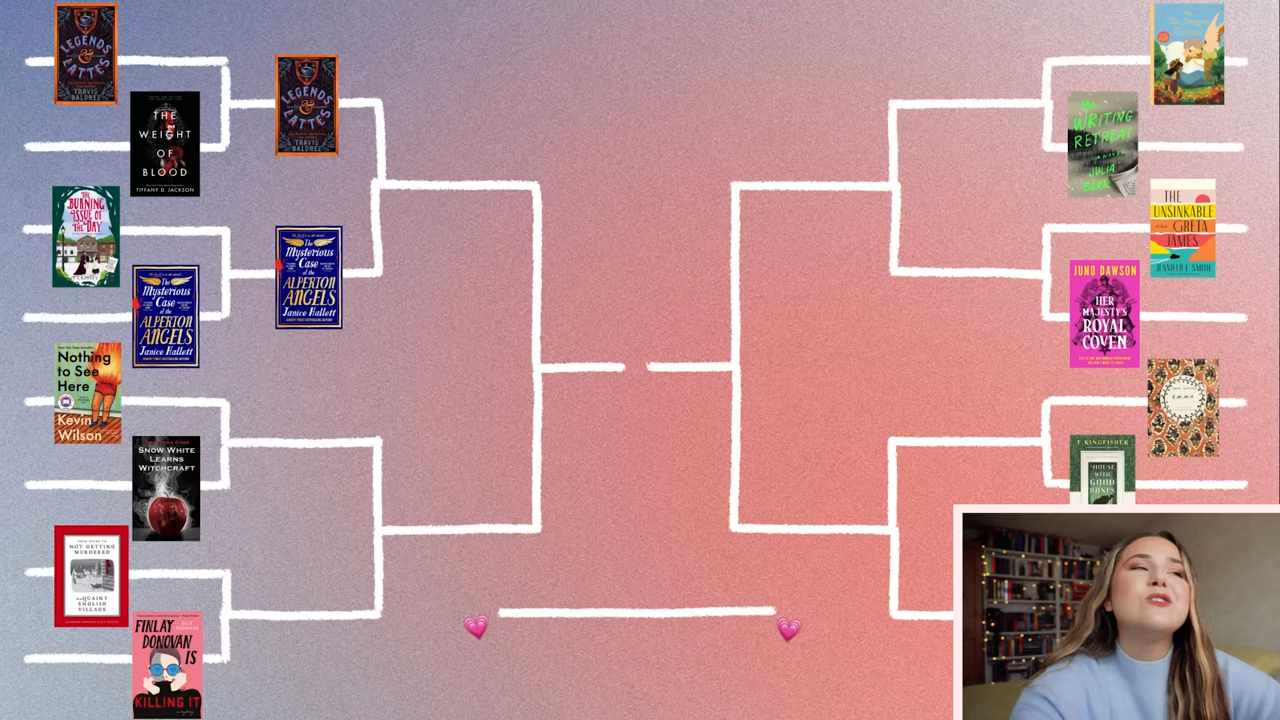 LEGENDS
&
LATTES
TRAVIS
BALDREE
THE
WEIGHT
OF
BLOOD
TIFFANY D. JACKSON
THE
BURNING
ISSUE OF
THE DAY
The
Mysterious
Case
of the
ALPERTON
ANGELS
Janice Hallett
Nothing
to See
Here
Kevin
Wilson
SNOW WHITE
LEARNS
WITCHCRAFT
NOT GETTING
MURDERED
QUAINT
ENGLISH
VILLAGE
FINLAY
DONOVAN
IS
KILLING IT
LEGENDS
&
LATTES
TRAVIS
BALDREE
The
Mysterious
Case
of the
ALPERTON
ANGELS
Janice Hallett
the
WRITING
RETREAT
A NOVEL
JULIA
THE
UNSINKABLE
GRETA
JAMES
JENNIFER E. SMITH
JUNO DAWSON
HER
MAJESTY'S
ROYAL
COVEN
EMMA
T. KINGFISHER
HOUSE
WITH
GOOD
BONES